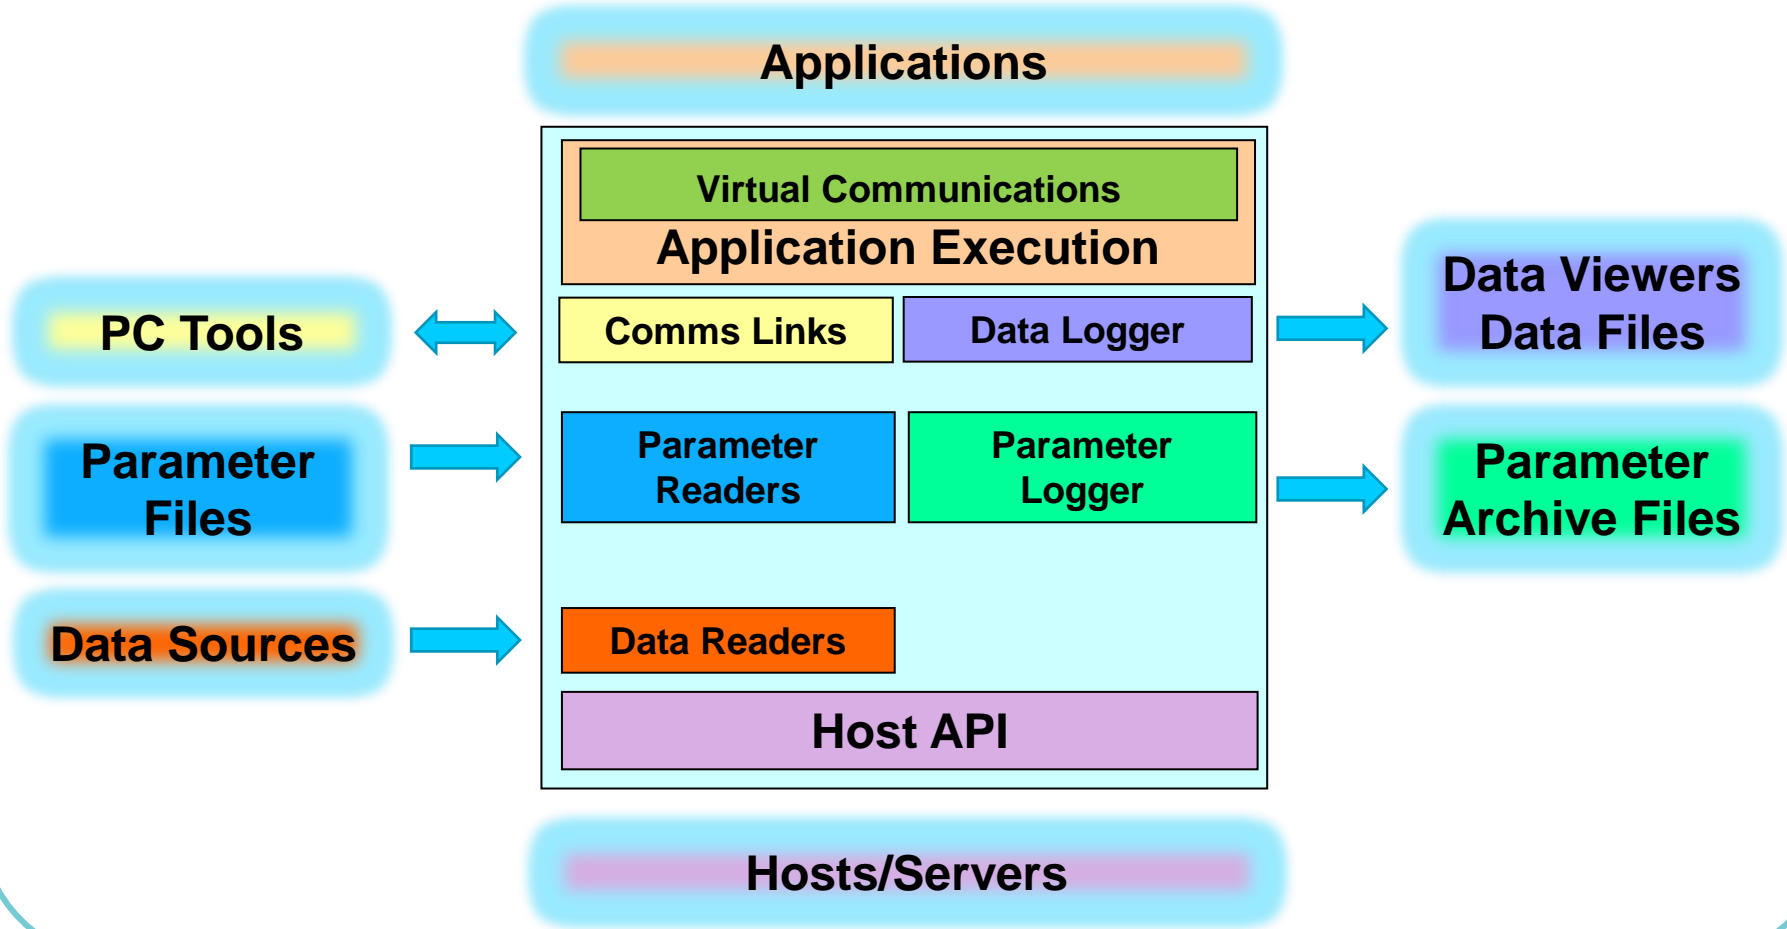 Applications
Virtual Communications
Application Execution
PC Tools
Comms Links
Data Logger
Data Viewers
Data Files
Parameter
Files
Parameter
Readers
Parameter
Logger
Parameter
Archive Files
Data Sources
Data Readers
Host API
Hosts/Servers